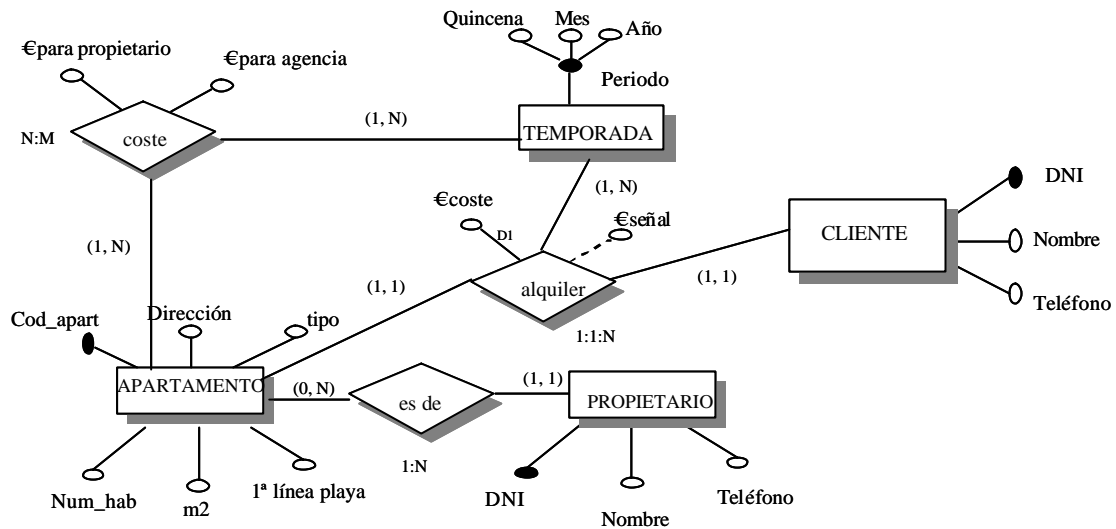 Quincena
Mes
Año
€para propietario
€para agencia
Periodo
(1, N)
TEMPORADA
N:M
coste
DNI
(1, N)
€coste
€señal
CLIENTE
D1
Nombre
(1, N)
(1, 1)
(1, 1)
alquiler
Teléfono
Cod_apart
Dirección
tipo
1:1:N
APARTAMENTO
(0, N)
(1, 1)
es de
PROPIETARIO
1:N
Num_hab
m2
1ª línea playa
DNI
Nombre
Teléfono